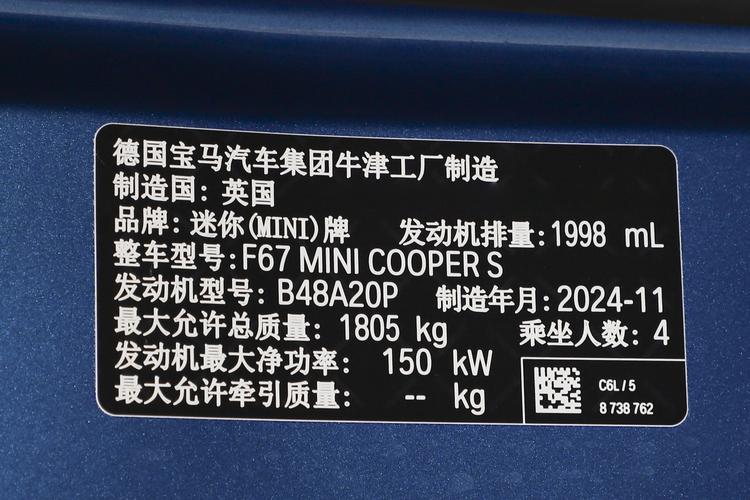 德国宝马汽车集团牛津工厂制造
制造国: 英国
品牌: 迷你(MINI)牌 发动机排量: 1998 mL
整车型号: F67 MINI COOPER S
发动机型号: B48A20P 制造年月: 2024-11
最大允许总质量: 1805 kg 乘坐人数: 4
发动机最大净功率: 150 kW
最大允许牵引质量: -- kg
C6L / 5
8 738 762